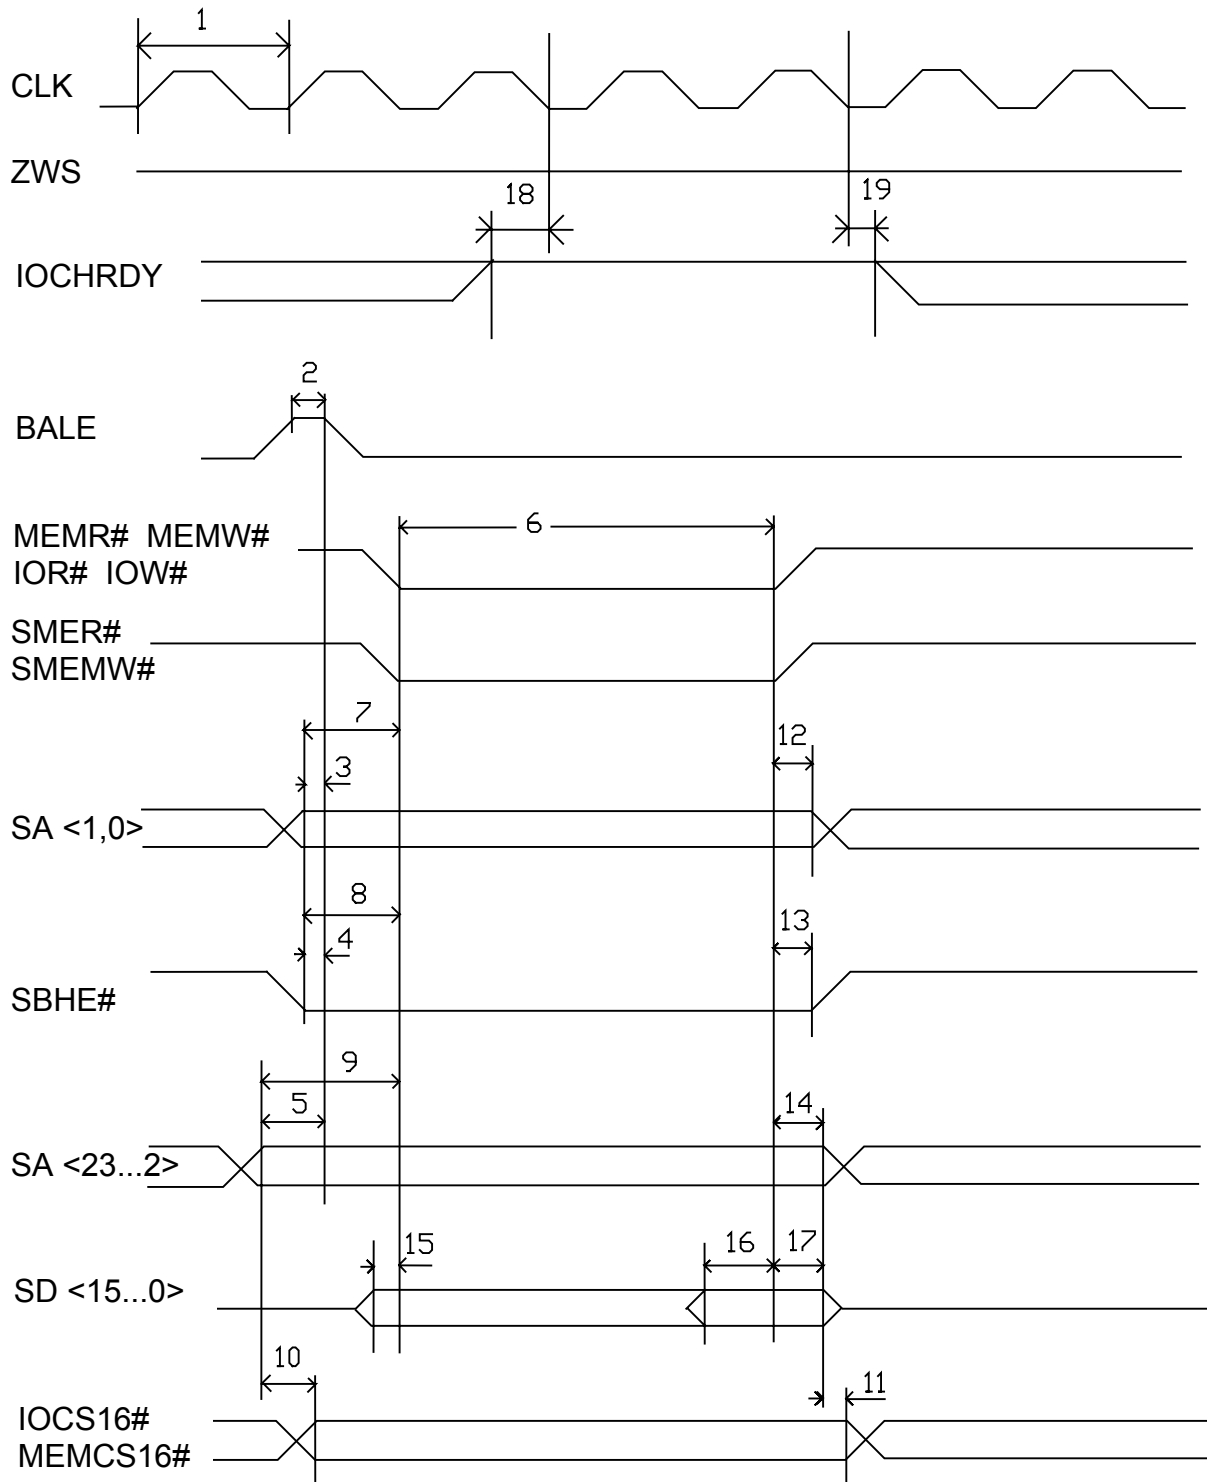 1
CLK
ZWS
18
19
IOCHRDY
2
BALE
6
MEMR# MEMW#
IOR# IOW#
SMER#
SMEMW#
7
12
3
SA <1,0>
8
13
4
SBHE#
9
5
14
SA <23...2>
15
16
17
SD <15...0>
10
11
IOCS16#
MEMCS16#